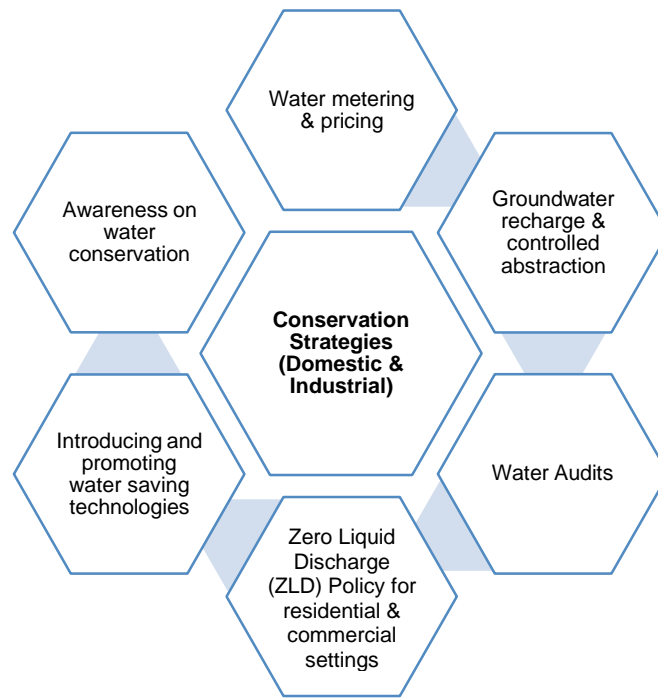 Water metering
& pricing
Groundwater
recharge &
controlled
abstraction
Water Audits
Zero Liquid
Discharge
(ZLD) Policy for
residential &
commercial
settings
Introducing and
promoting
water saving
technologies
Awareness on
water
conservation
Conservation
Strategies
(Domestic &
Industrial)